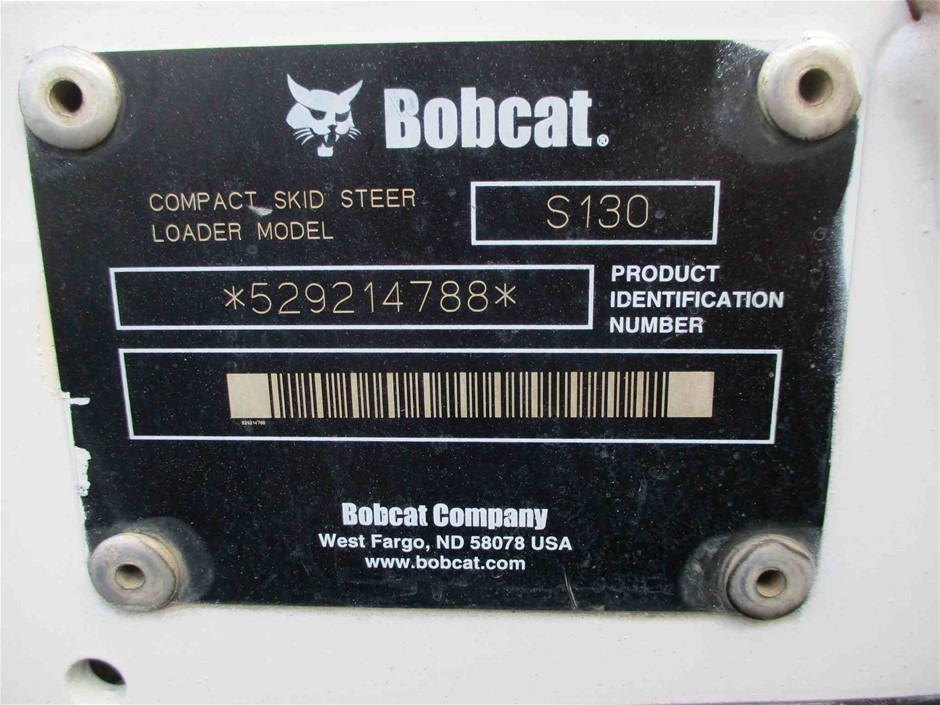 Bobcat®
COMPACT SKID STEER
LOADER MODEL
S130
*529214788*
PRODUCT
IDENTIFICATION
NUMBER
529214788
Bobcat Company
West Fargo, ND 58078 USA
www.bobcat.com